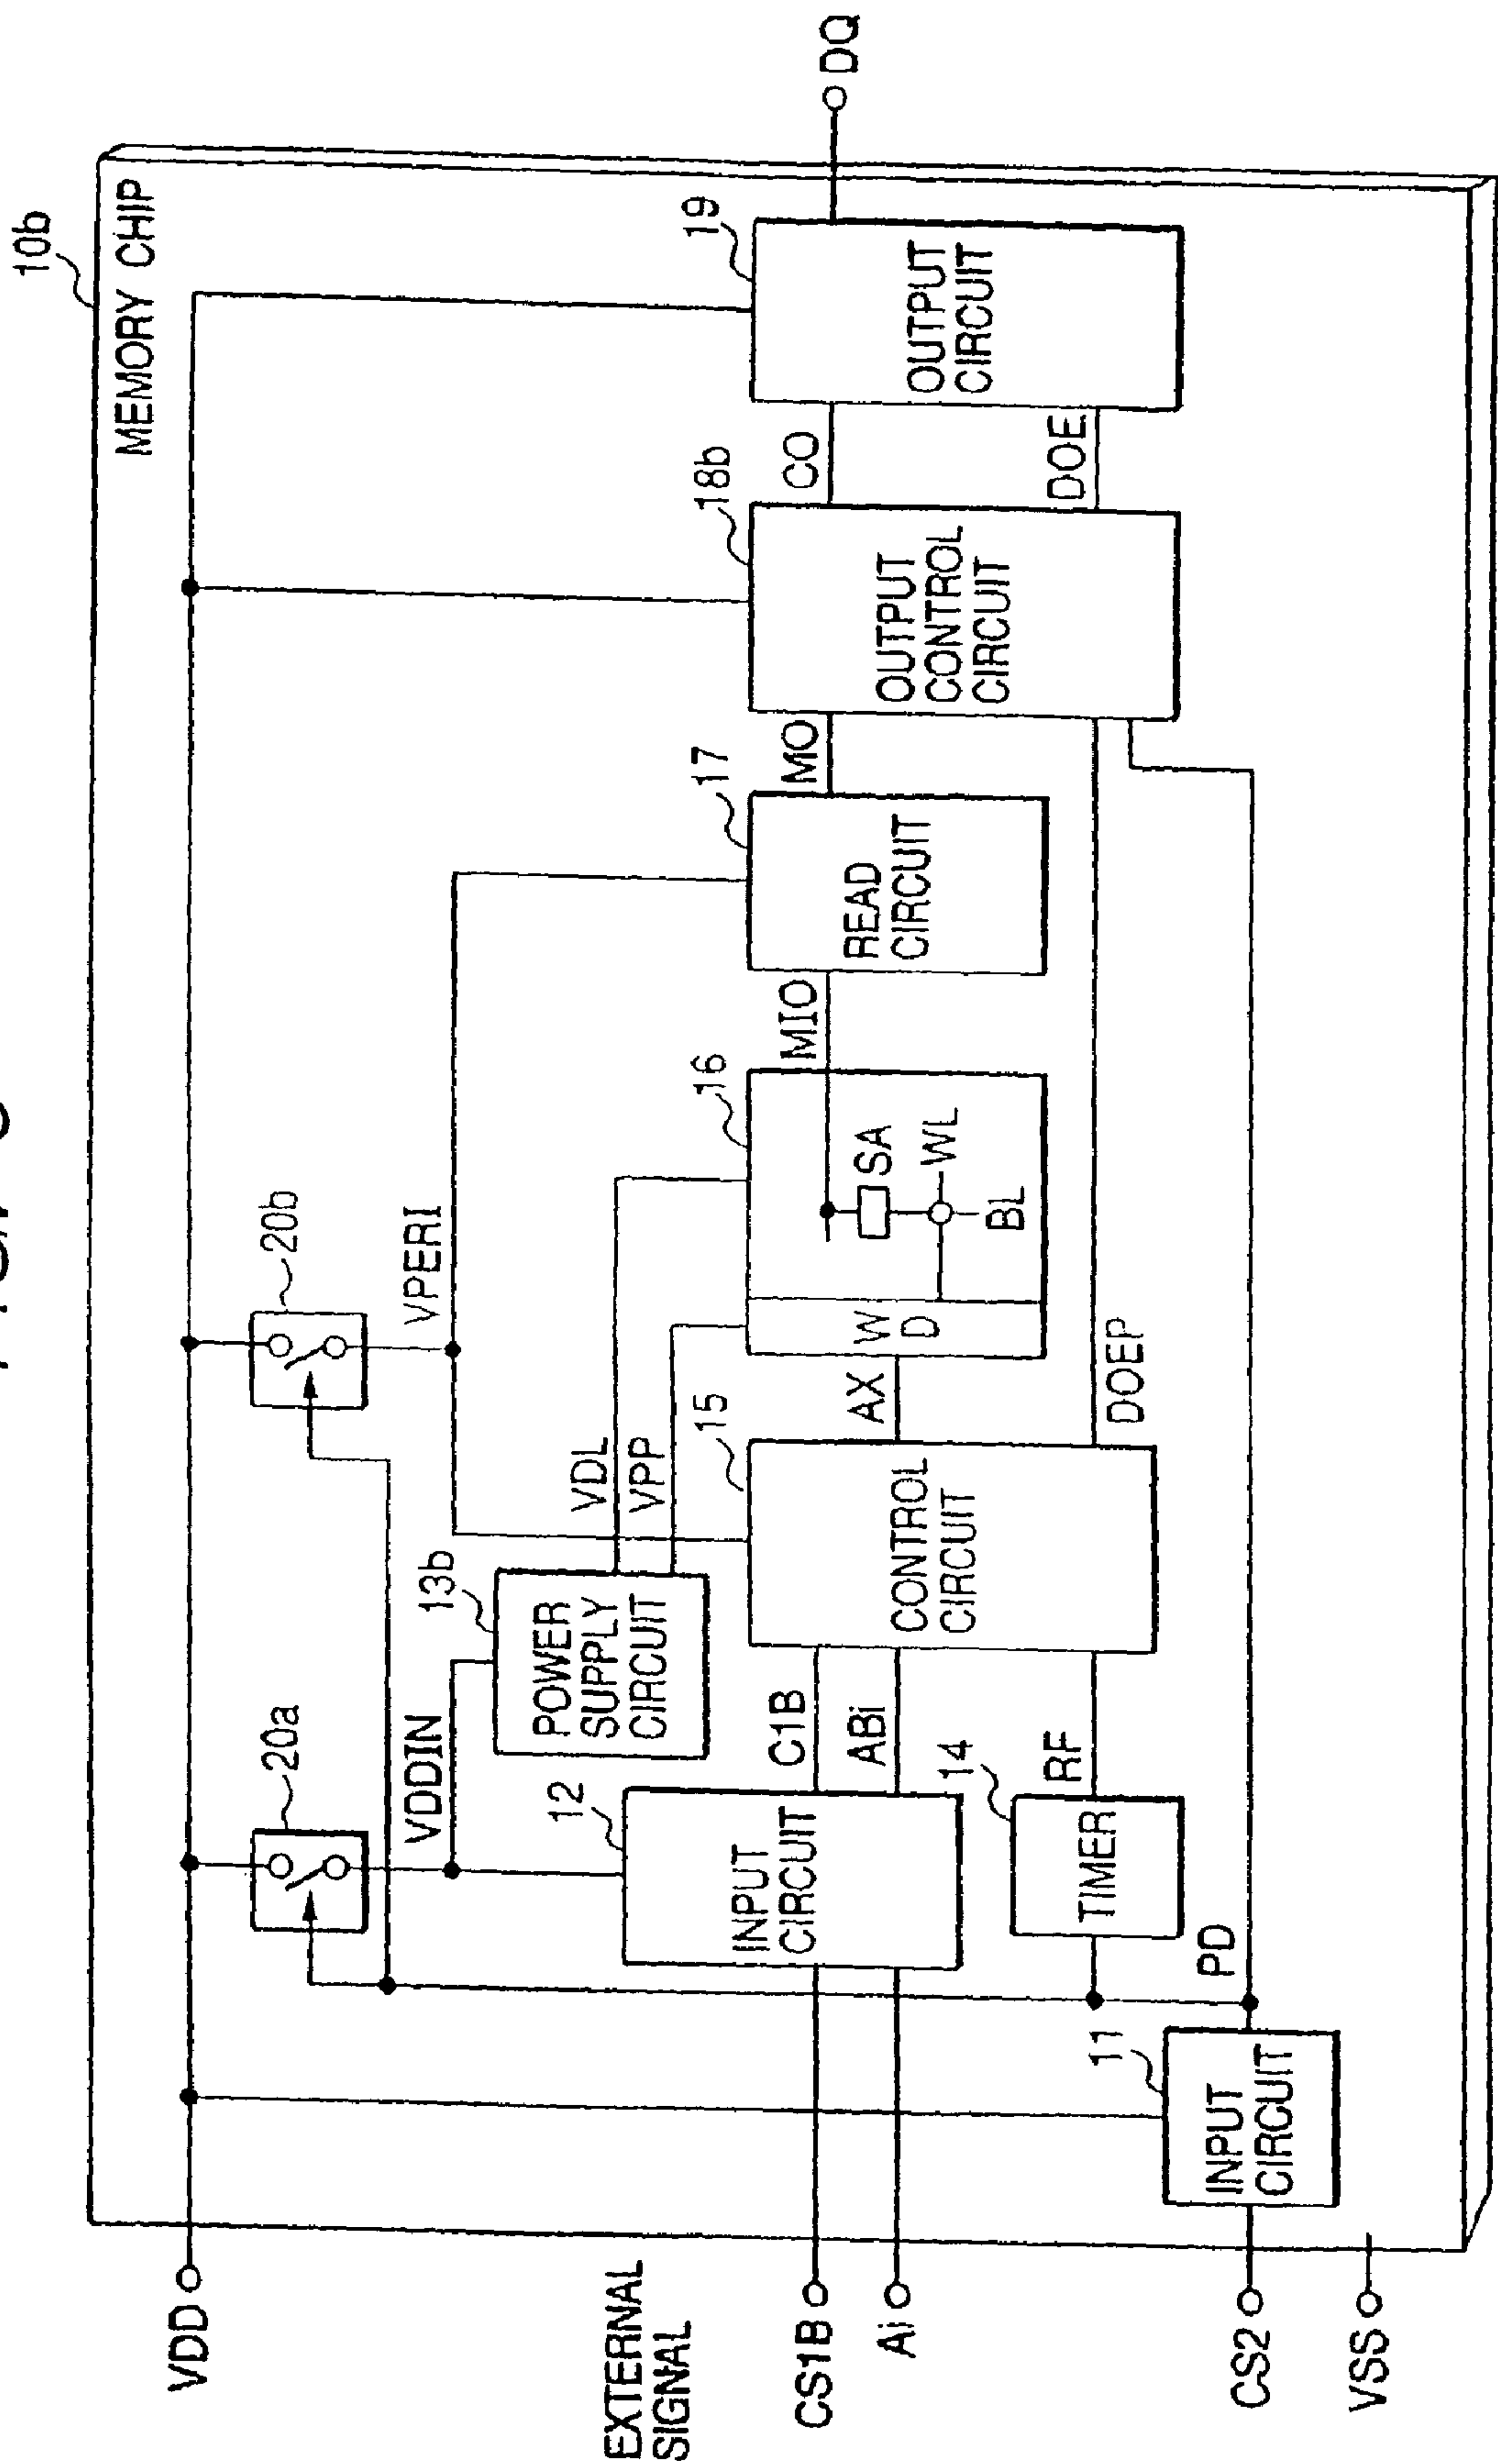 10b
MEMORY CHIP
VDD
20a
20b
VDDIN
VPERI
13b
POWER
SUPPLY
CIRCUIT
VDL
VPP
EXTERNAL
SIGNAL
CS1B
Ai
12
INPUT
CIRCUIT
C1B
ABi
14
TIMER
RF
15
CONTROL
CIRCUIT
AX
DOEP
16
W
D
SA
WL
BL
MIO
17
READ
CIRCUIT
MO
18b
OUTPUT
CONTROL
CIRCUIT
CO
DOE
19
OUTPUT
CIRCUIT
DQ
CS2
11
INPUT
CIRCUIT
PD
VSS